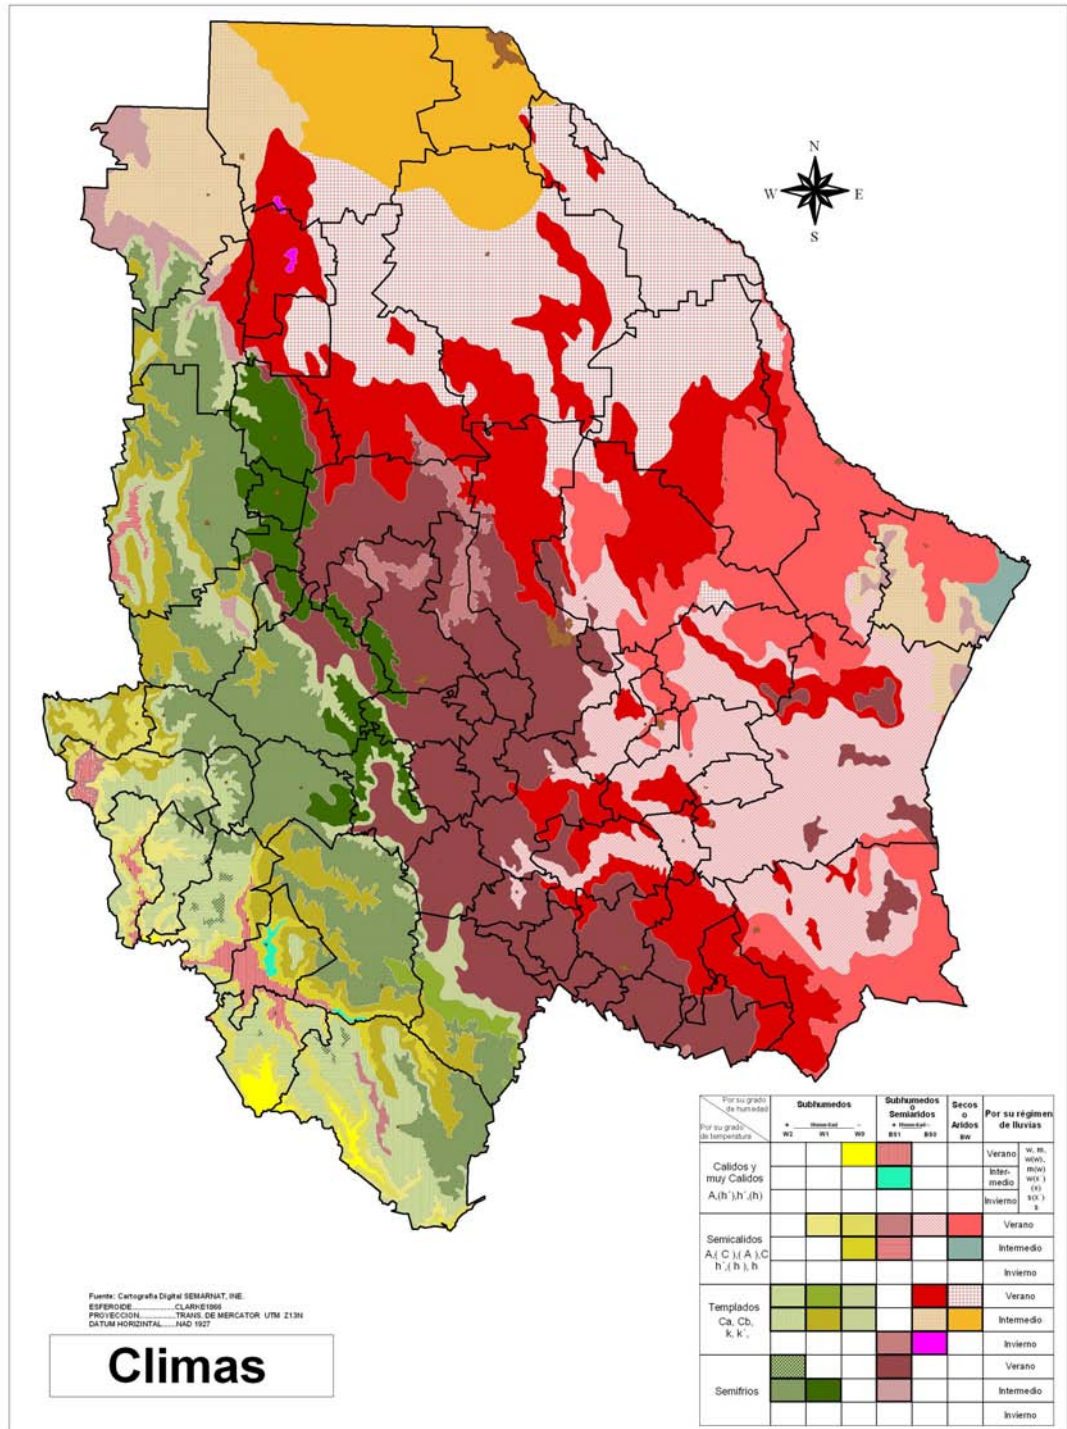 N
W E
S
Por su grado
de humedad
Por su grado
de temperatura
Subhumedos
+ Humedad -
W2 W1 W0
Subhumedos
o
Semiaridos
+ Humedad -
BS1 BS0
Secos
o
Aridos
BW
Por su régimen
de lluvias
Calidos y
muy Calidos
A,(h´),h´,(h)
Verano
Inter-
medio
Invierno
w, m,
w(w),
m(w)
w(x´)
(x)
s(x´)
s
Semicalidos
A,( C ),( A ),C
h´,( h ), h
Verano
Intermedio
Invierno
Templados
Ca, Cb,
k, k´,
Verano
Intermedio
Invierno
Semifrios
Verano
Intermedio
Invierno
Fuente: Cartografia Digital SEMARNAT, INE.
ESFEROIDE..............CLARKE1866
PROYECCION..............TRANS. DE MERCATOR UTM Z13N
DATUM HORIZINTAL......NAD 1927
Climas